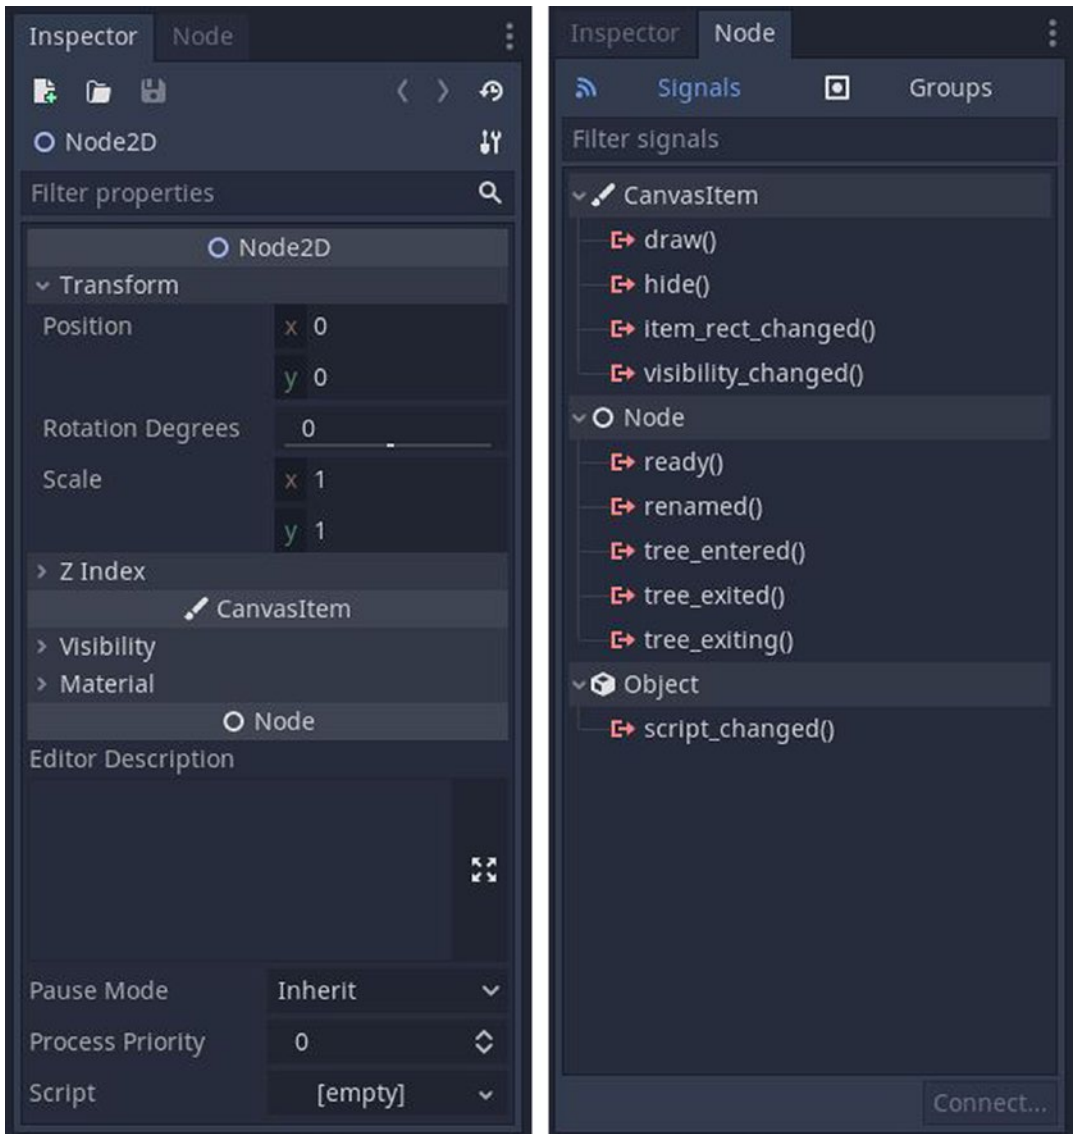 Inspector Node
Node2D
Filter properties
Node2D
Transform
Position x 0
y 0
Rotation Degrees 0
Scale x 1
y 1
Z Index
CanvasItem
Visibility
Material
Node
Editor Description
Pause Mode Inherit
Process Priority 0
Script [empty]
Inspector Node
Signals Groups
Filter signals
CanvasItem
draw()
hide()
item_rect_changed()
visibility_changed()
Node
ready()
renamed()
tree_entered()
tree_exited()
tree_exiting()
Object
script_changed()
Connect...